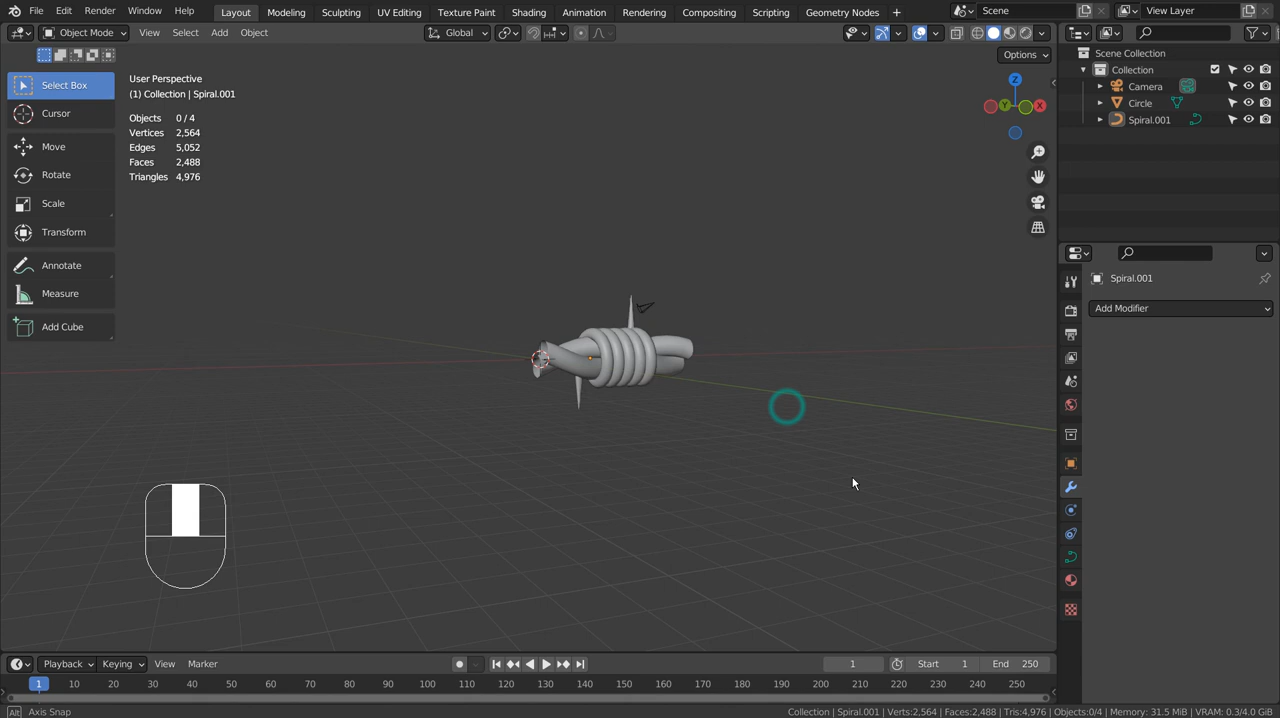 File Edit Render Window Help Layout Modeling Sculpting UV Editing Texture Paint Shading Animation Rendering Compositing Scripting Geometry Nodes + Scene View Layer
Object Mode View Select Add Object Global
Options
Select Box
Cursor
Move
Rotate
Scale
Transform
Annotate
Measure
Add Cube
User Perspective
(1) Collection | Spiral.001
Objects 0 / 4
Vertices 2,564
Edges 5,052
Faces 2,488
Triangles 4,976
Z
Y
X
Scene Collection
Collection
Camera
Circle
Spiral.001
Spiral.001
Add Modifier
Playback Keying View Marker 1 Start 1 End 250
1 10 20 30 40 50 60 70 80 90 100 110 120 130 140 150 160 170 180 190 200 210 220 230 240 250
Alt Axis Snap Collection | Spiral.001 | Verts:2,564 | Faces:2,488 | Tris:4,976 | Objects:0/4 | Memory: 31.5 MiB | VRAM: 0.3/4.0 GiB